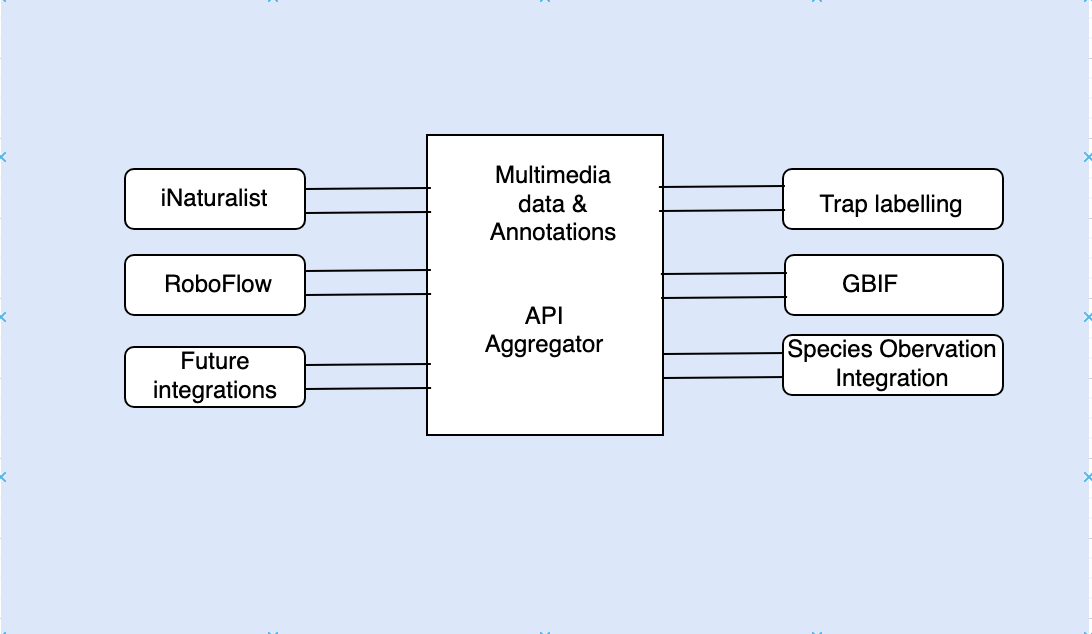 iNaturalist
RoboFlow
Future
integrations
Multimedia
data &
Annotations
API
Aggregator
Trap labelling
GBIF
Species Obervation
Integration